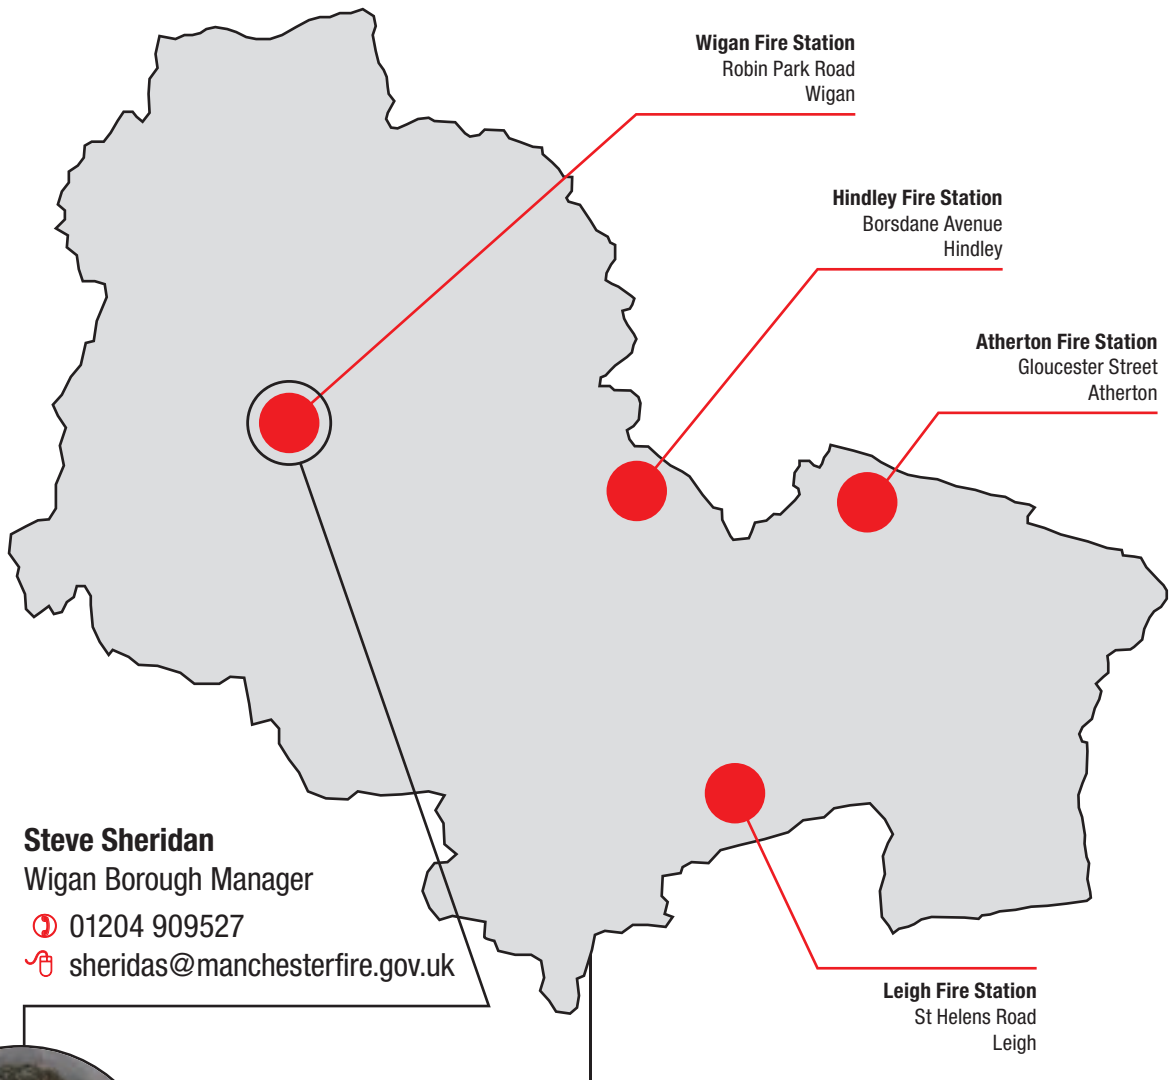 Wigan Fire Station
Robin Park Road
Wigan
Hindley Fire Station
Borsdane Avenue
Hindley
Atherton Fire Station
Gloucester Street
Atherton
Steve Sheridan
Wigan Borough Manager
01204 909527
sheridas@manchesterfire.gov.uk
Leigh Fire Station
St Helens Road
Leigh